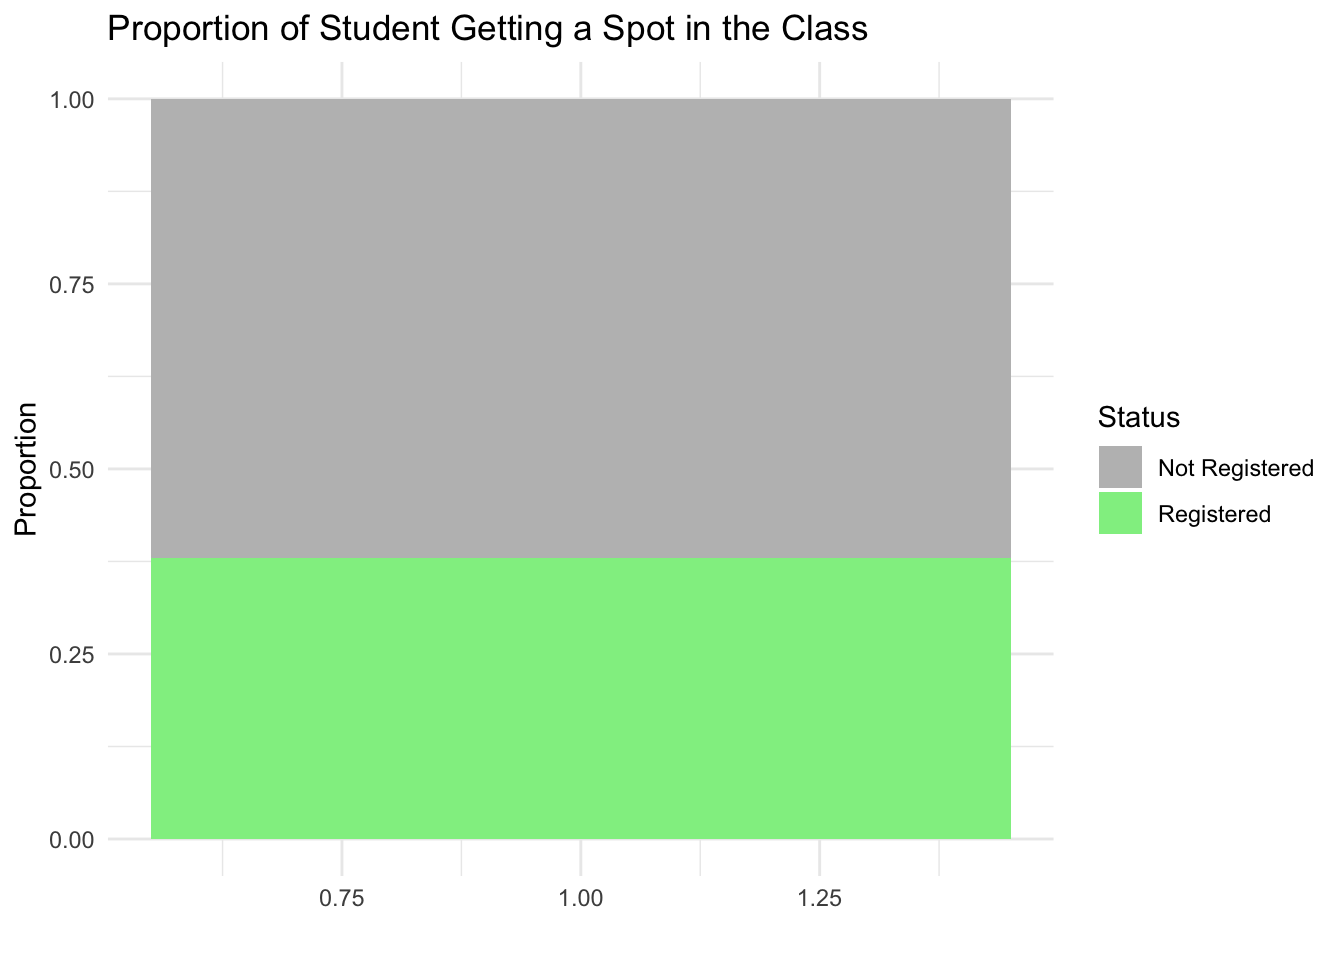 Proportion of Student Getting a Spot in the Class
1.00
0.75
0.50
0.25
0.00
Proportion
0.75 1.00 1.25
Status
Not Registered
Registered